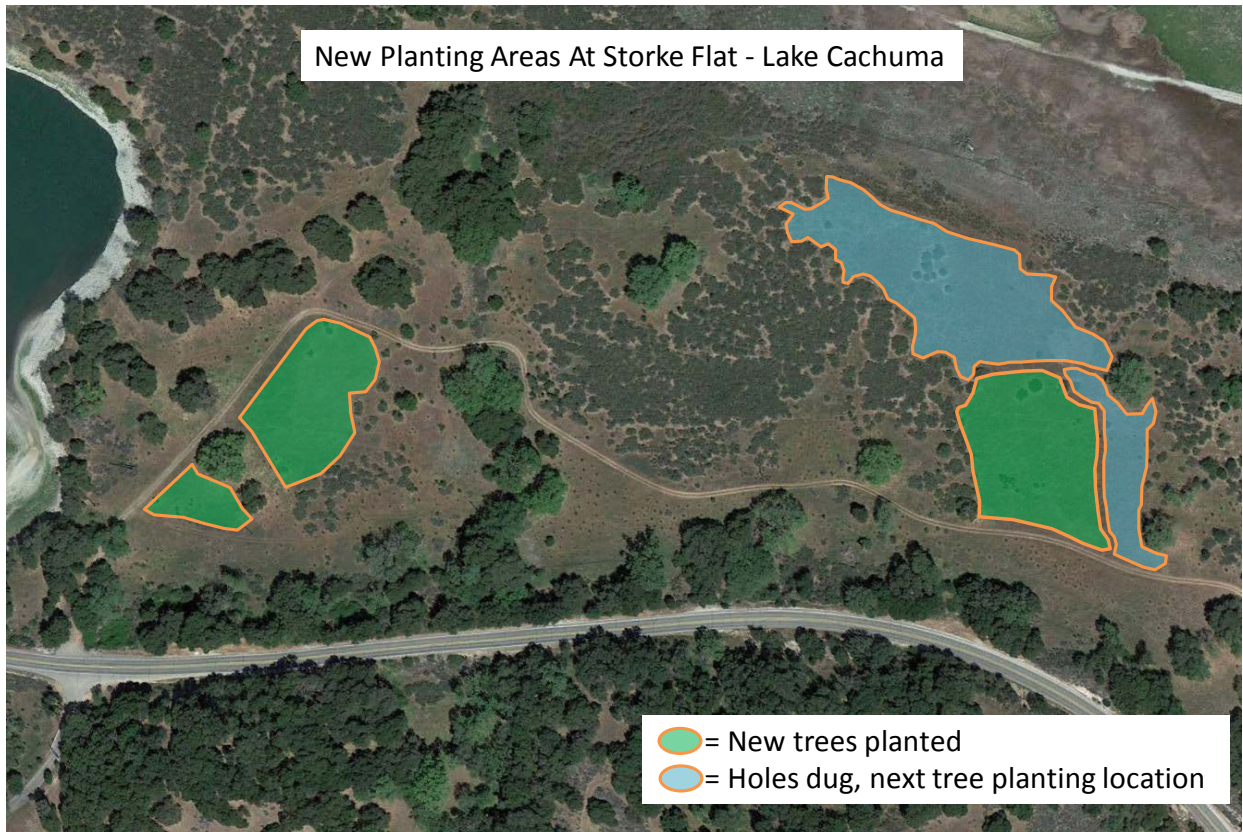 New Planting Areas At Storke Flat - Lake Cachuma
= New trees planted
= Holes dug, next tree planting location